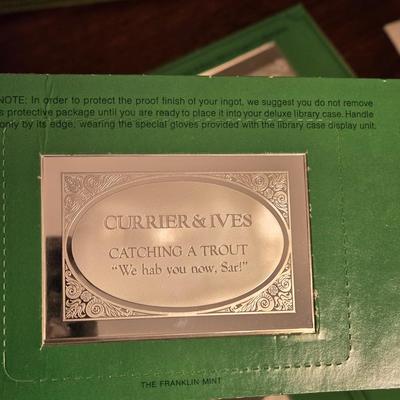 NOTE: In order to protect the proof finish of your ingot, we suggest you do not remove
s protective package until you are ready to place it into your deluxe library case. Handle
only by its edge, wearing the special gloves provided with the library case display unit.
CURRIER & IVES
CATCHING A TROUT
"We hab you now, Sar!"
THE FRANKLIN MINT